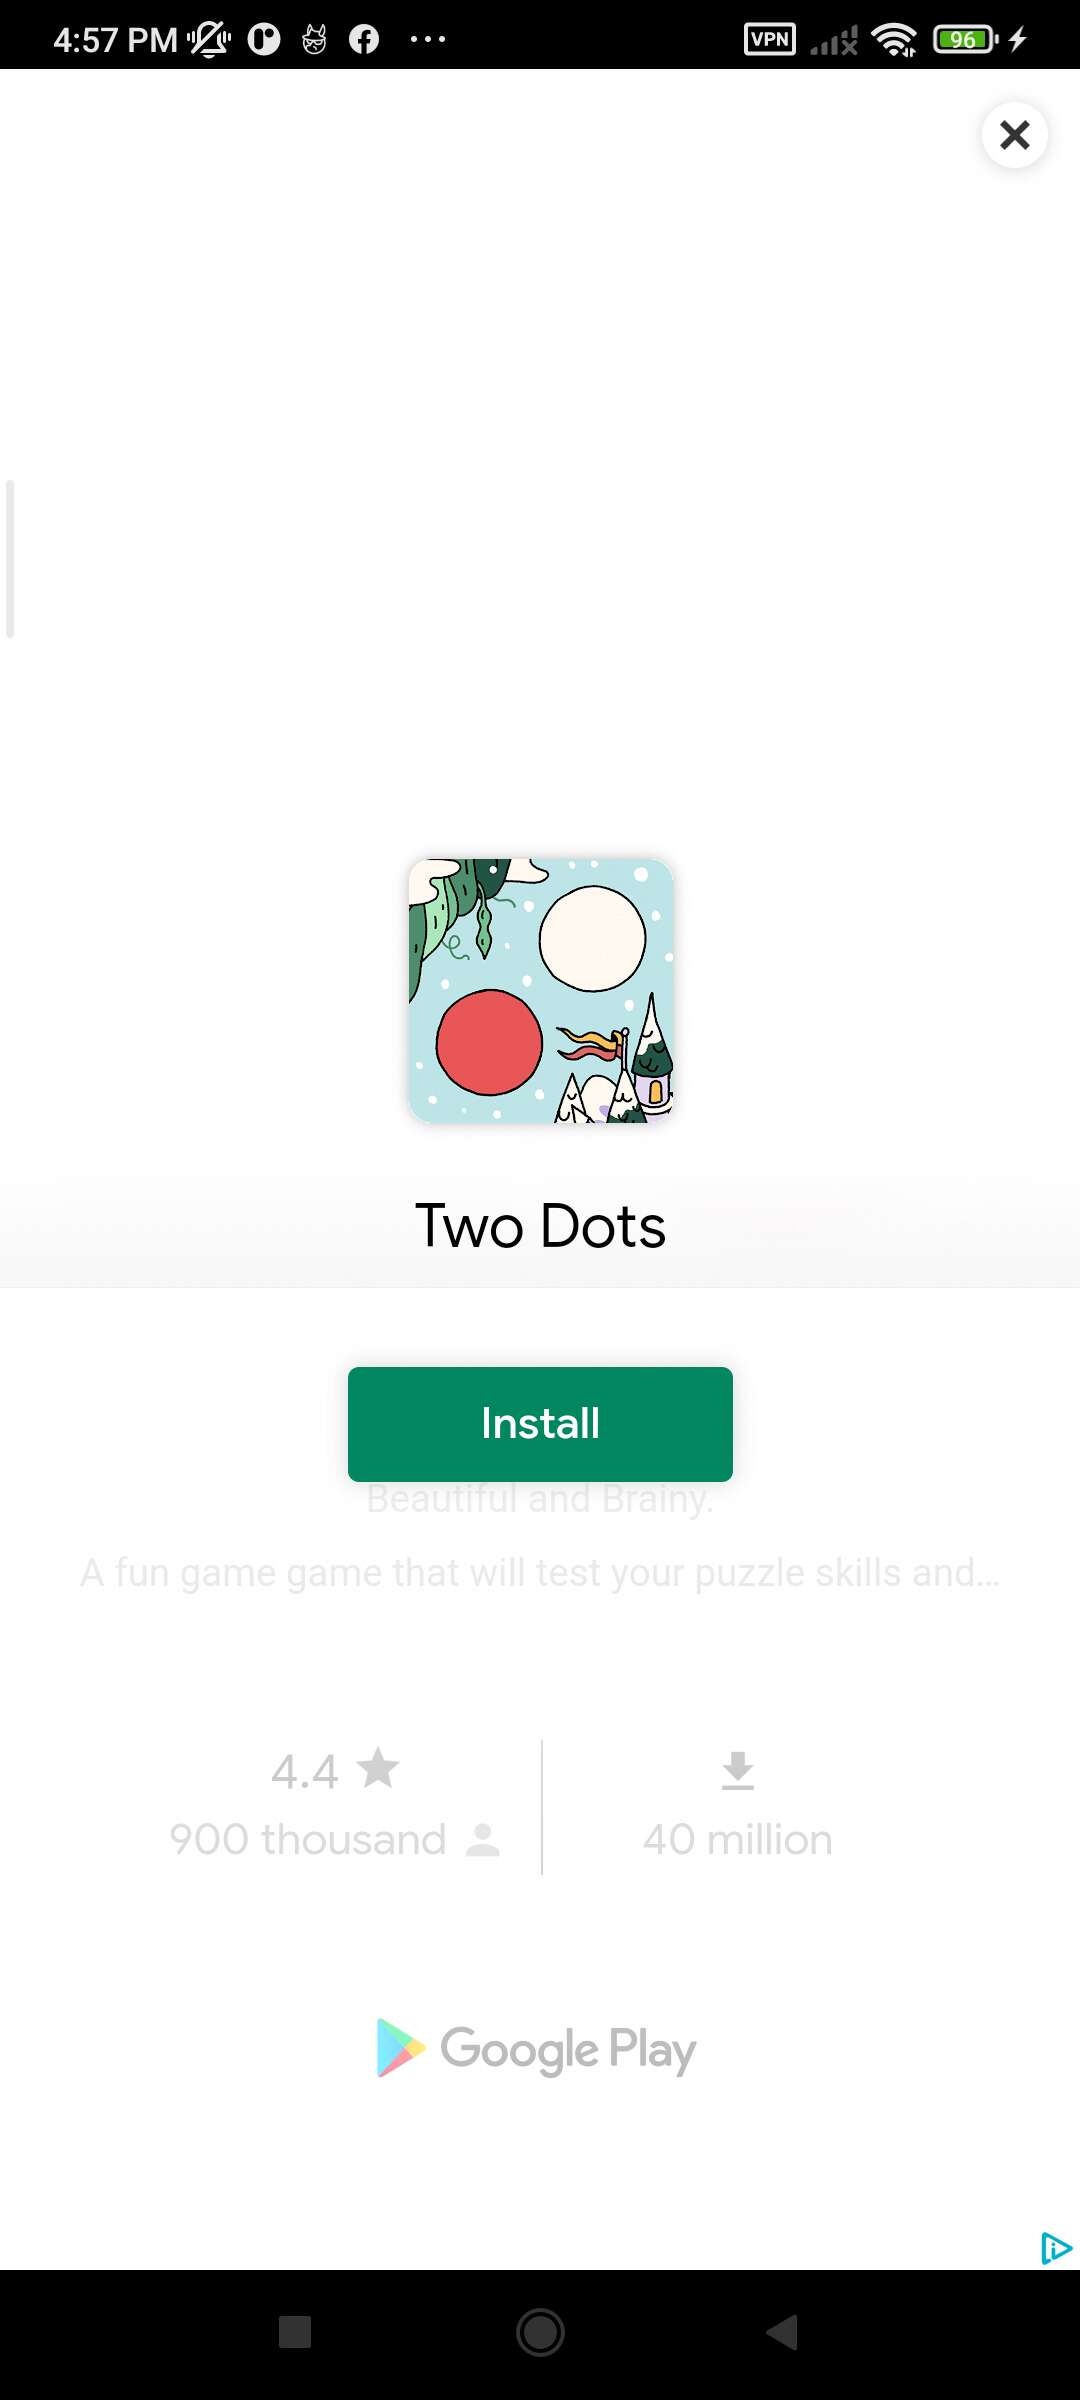 4:57 PM VPN 96
Two Dots
Install
Beautiful and Brainy.
A fun game game that will test your puzzle skills and...
4.4
900 thousand
40 million
Google Play